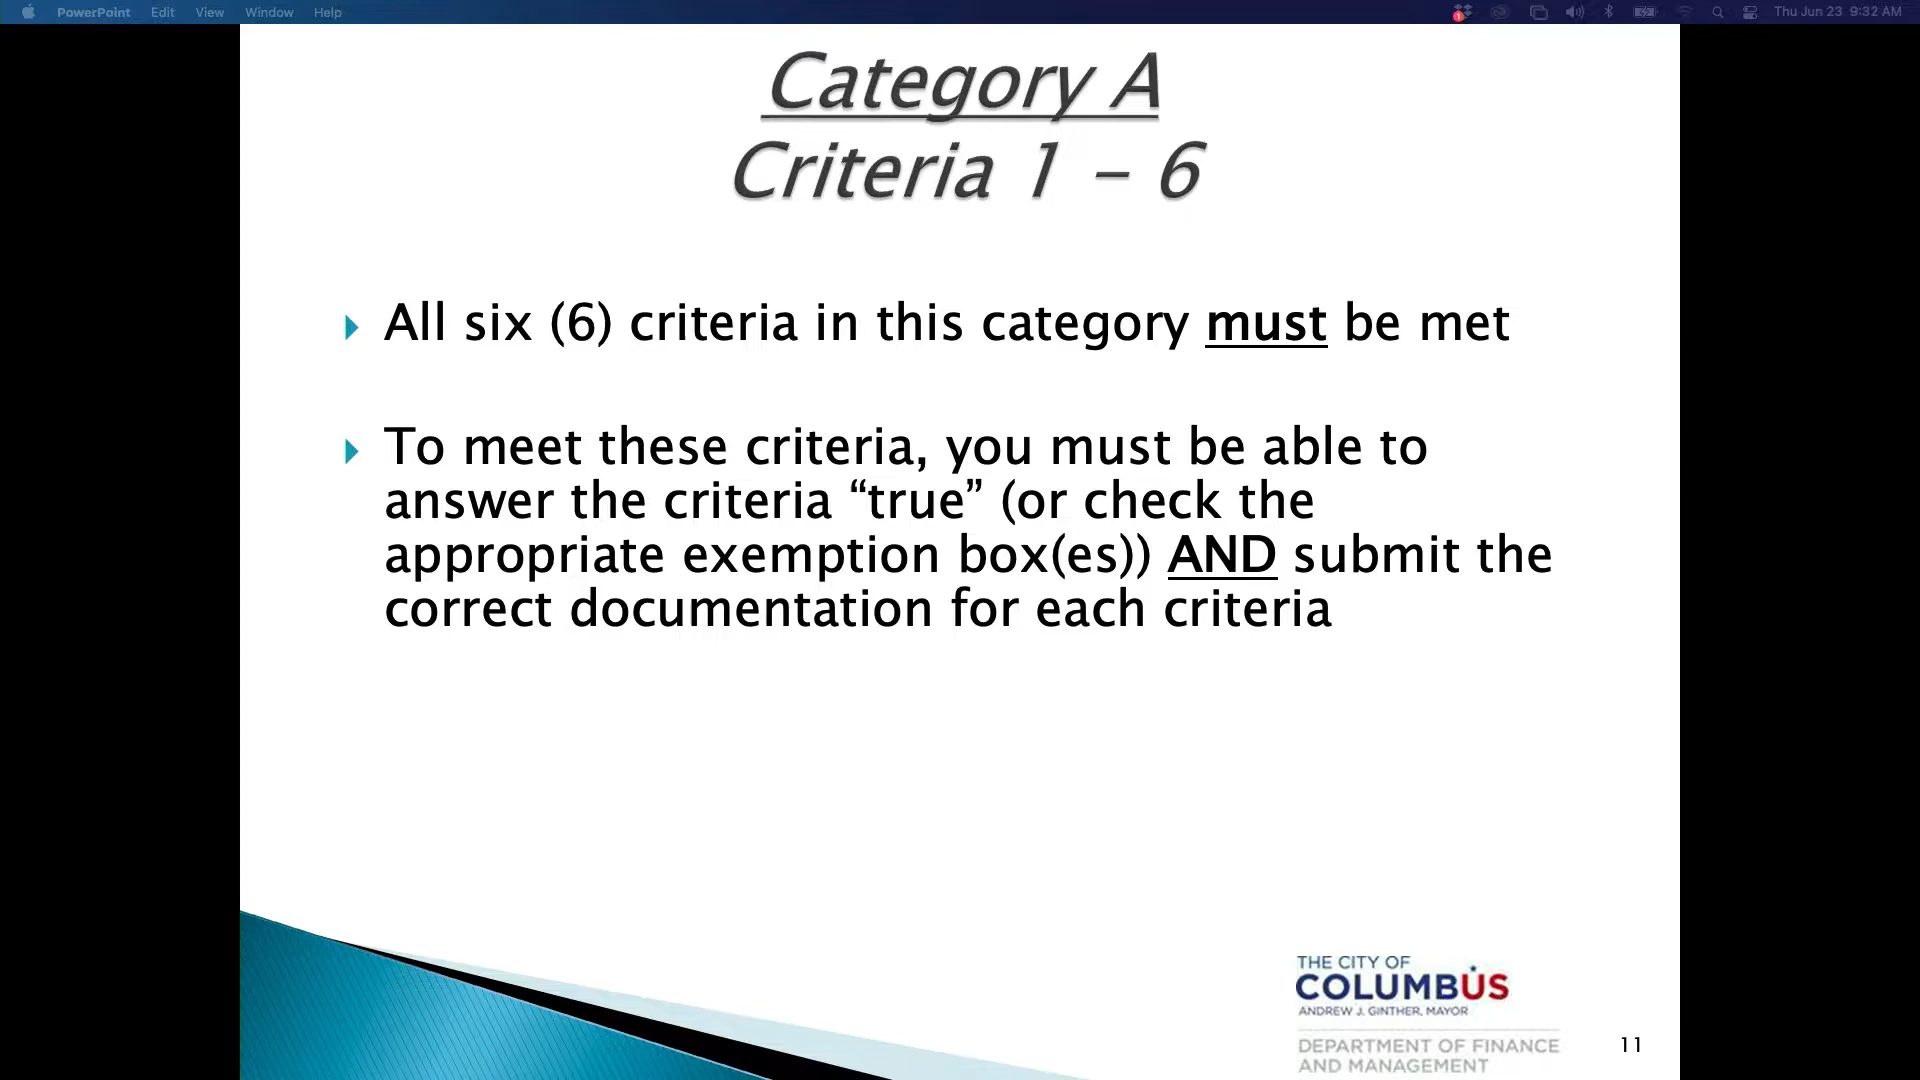 PowerPoint Edit View Window Help
1
Thu Jun 23 9:32 AM
Category A
Criteria 1 - 6
All six (6) criteria in this category must be met
To meet these criteria, you must be able to
answer the criteria “true” (or check the
appropriate exemption box(es)) AND submit the
correct documentation for each criteria
THE CITY OF
COLUMBUS
ANDREW J. GINTHER, MAYOR
DEPARTMENT OF FINANCE
AND MANAGEMENT
11